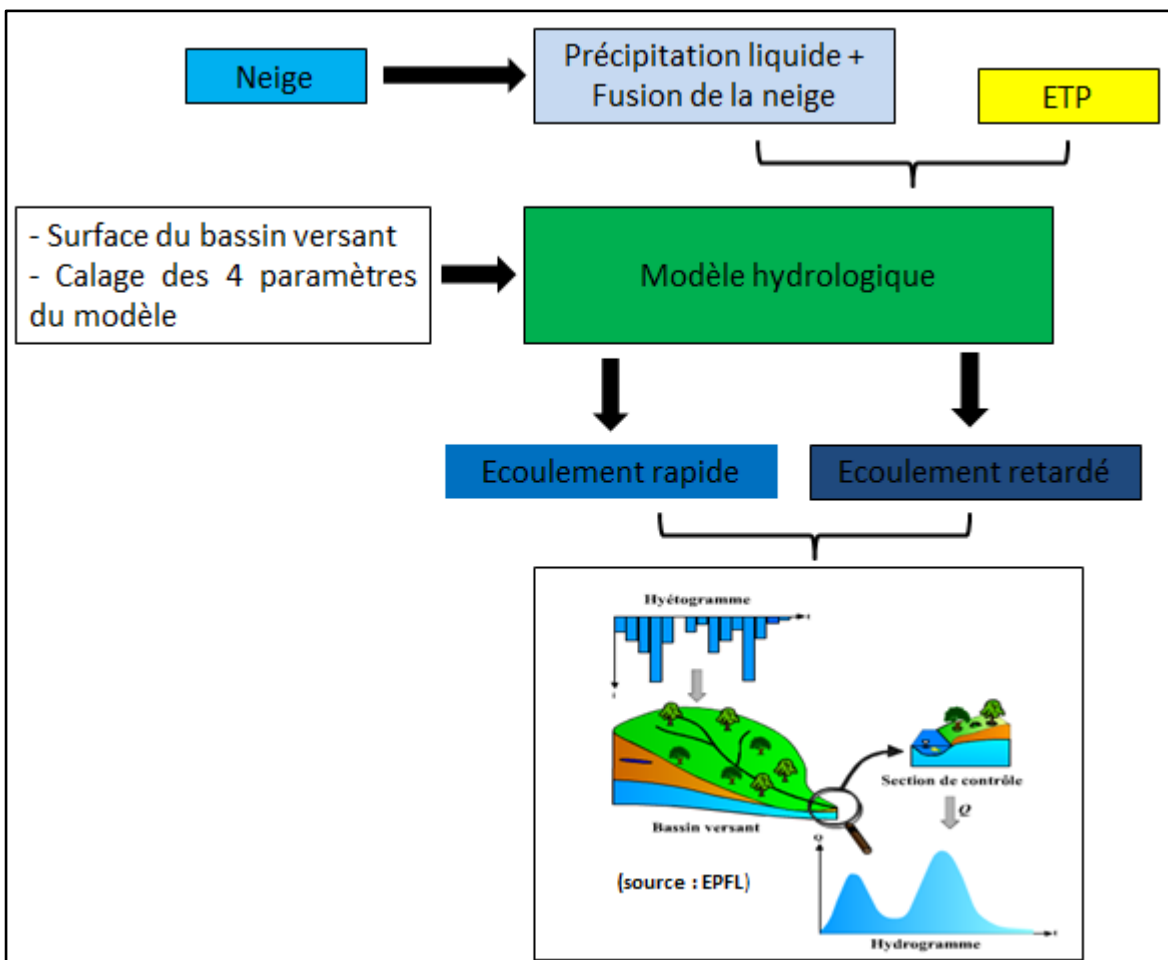 Neige
Précipitation liquide +
Fusion de la neige
ETP
- Surface du bassin versant
- Calage des 4 paramètres
du modèle
Modèle hydrologique
Ecoulement rapide
Ecoulement retardé
Hyétogramme
t
i
Section de contrôle
Bassin versant
Q
Q
(source : EPFL)
t
Hydrogramme